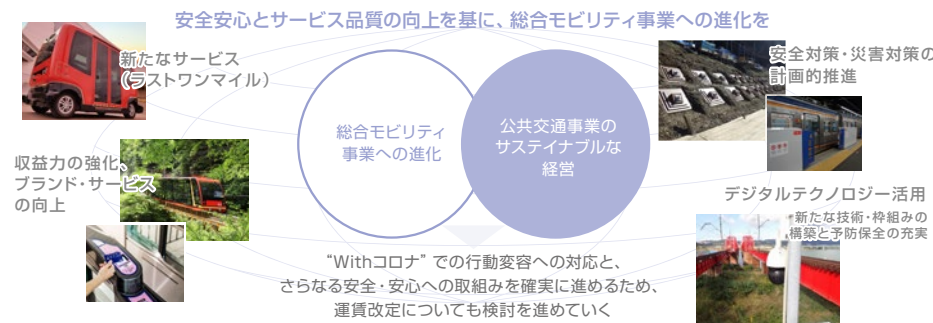 安全安心とサービス品質の向上を基に、総合モビリティ事業への進化を
新たなサービス
（ラストワンマイル）
収益力の強化、
ブランド・サービス
の向上
総合モビリティ
事業への進化
公共交通事業の
サステイナブルな
経営
安全対策・災害対策の
計画的推進
デジタルテクノロジー活用
新たな技術・枠組みの
構築と予防保全の充実
“Withコロナ” での行動変容への対応と、
さらなる安全・安心への取組みを確実に進めるため、
運賃改定についても検討を進めていく